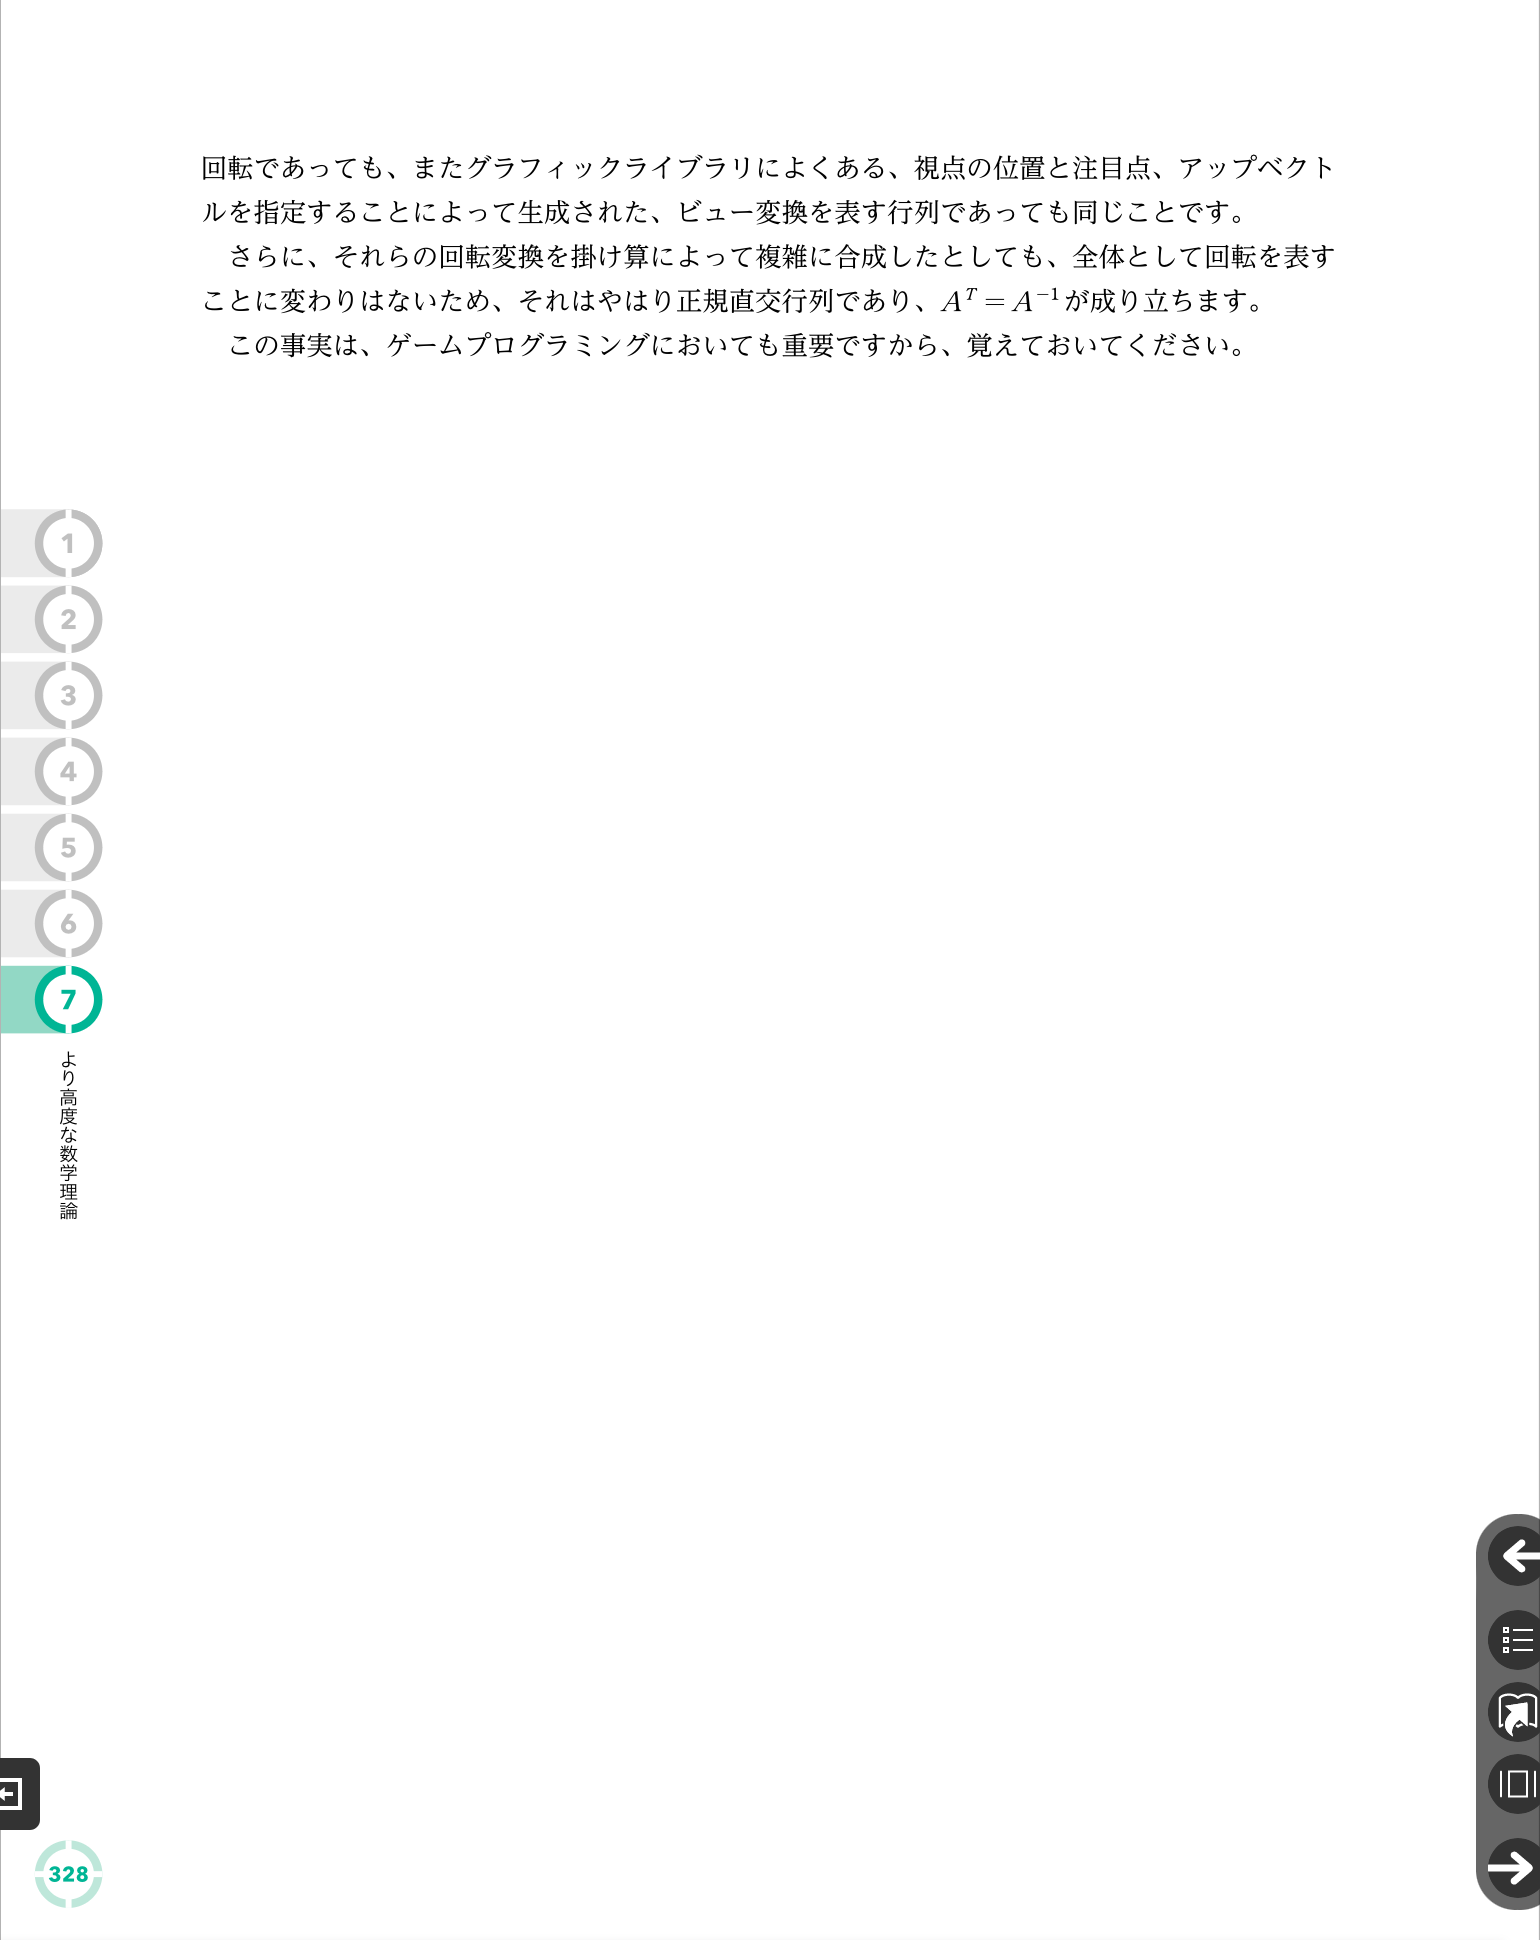 回転であっても、またグラフィックライブラリによくある、視点の位置と注目点、アップベクト
ルを指定することによって生成された、ビュー変換を表す行列であっても同じことです。
さらに、それらの回転変換を掛け算によって複雑に合成したとしても、全体として回転を表す
ことに変わりはないため、それはやはり正規直交行列であり、Aᵀ = A⁻¹が成り立ちます。
この事実は、ゲームプログラミングにおいても重要ですから、覚えておいてください。
1
2
3
4
5
6
7
より高度な数学理論
328